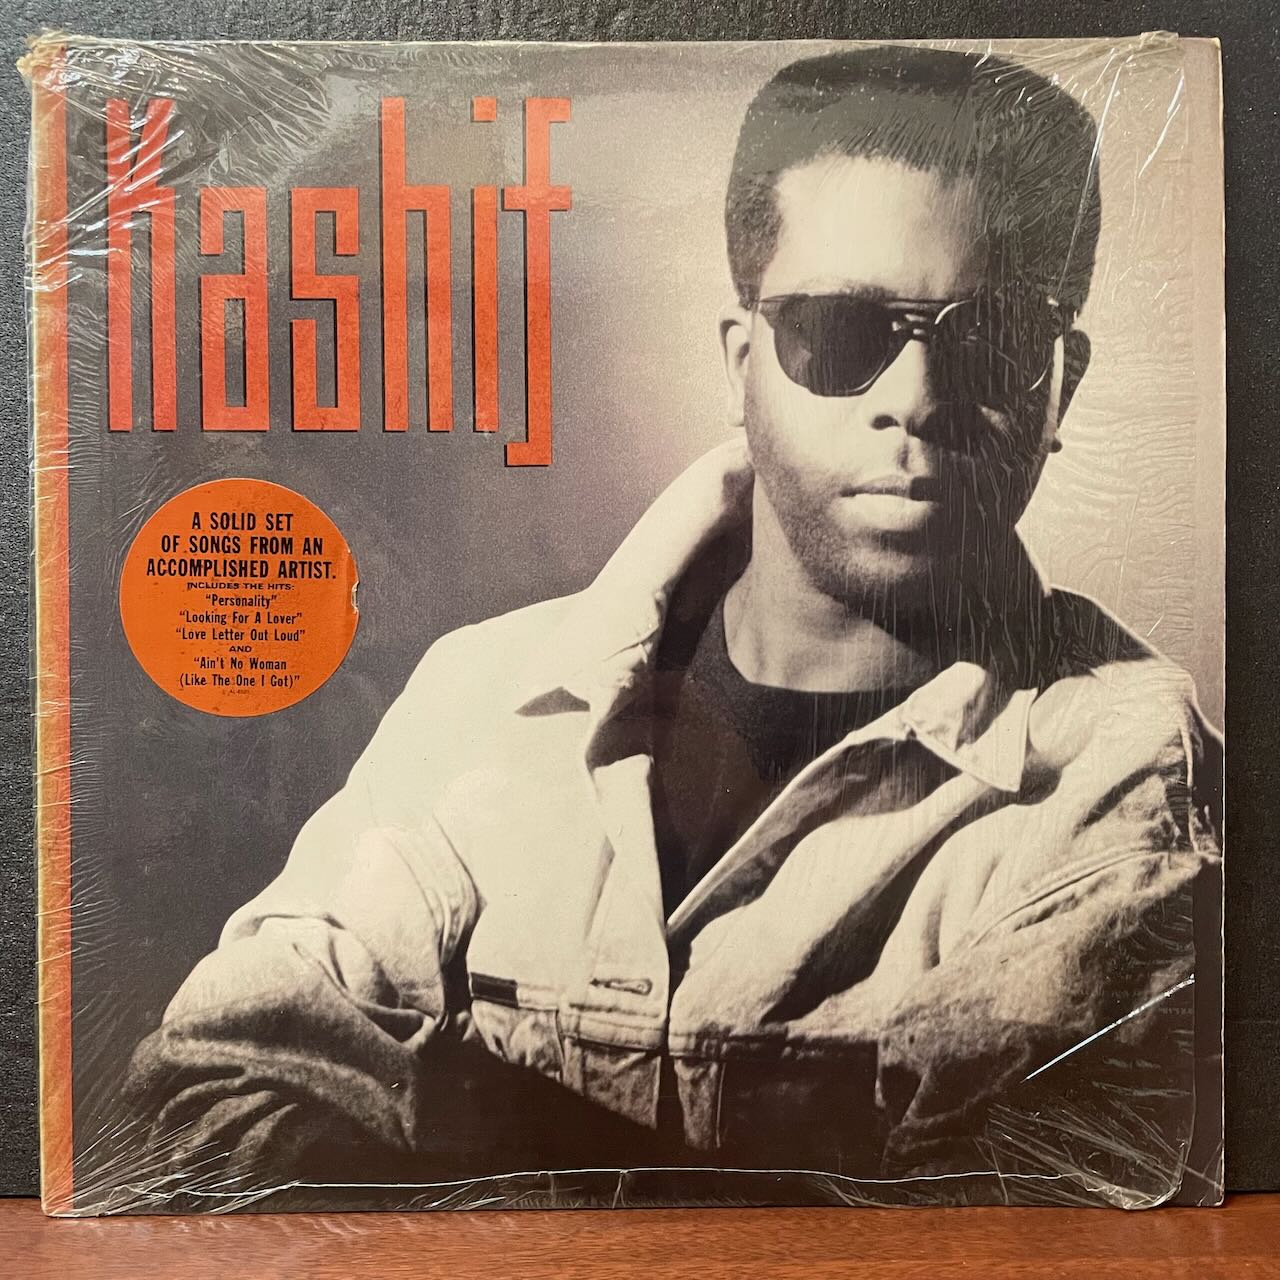 Kashif
A SOLID SET
OF SONGS FROM AN
ACCOMPLISHED ARTIST.
INCLUDES THE HITS:
"Personality"
"Looking For A Lover"
"Love Letter Out Loud"
AND
"Ain't No Woman
(Like The One I Got)"